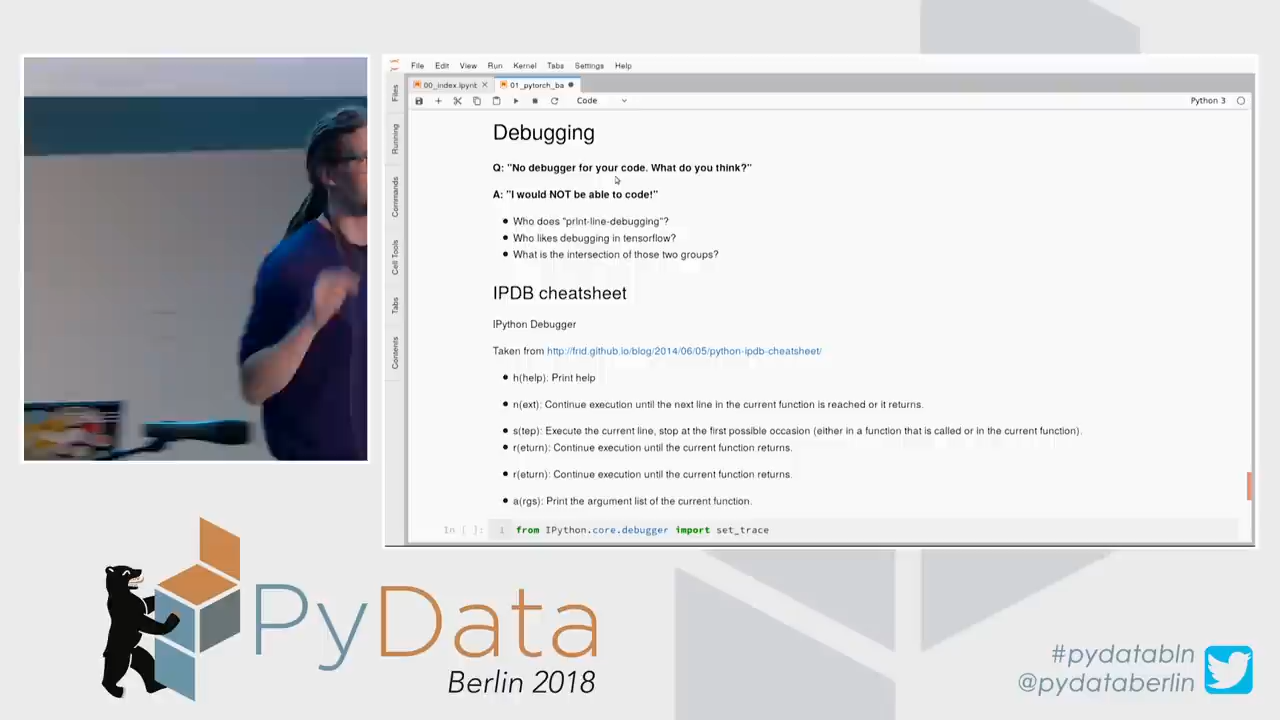 File Edit View Run Kernel Tabs Settings Help
00_index.ipynb 01_pytorch_ba
Code Python 3
Files
Running
Commands
Cell Tools
Tabs
Contents
Debugging
Q: "No debugger for your code. What do you think?"
A: "I would NOT be able to code!"
Who does "print-line-debugging"?
Who likes debugging in tensorflow?
What is the intersection of those two groups?
IPDB cheatsheet
IPython Debugger
Taken from http://frid.github.io/blog/2014/06/05/python-ipdb-cheatsheet/
h(help): Print help
n(ext): Continue execution until the next line in the current function is reached or it returns.
s(tep): Execute the current line, stop at the first possible occasion (either in a function that is called or in the current function).
r(eturn): Continue execution until the current function returns.
r(eturn): Continue execution until the current function returns.
a(rgs): Print the argument list of the current function.
In [ ]: 1 from IPython.core.debugger import set_trace
PyData
Berlin 2018
#pydatabln
@pydataberlin